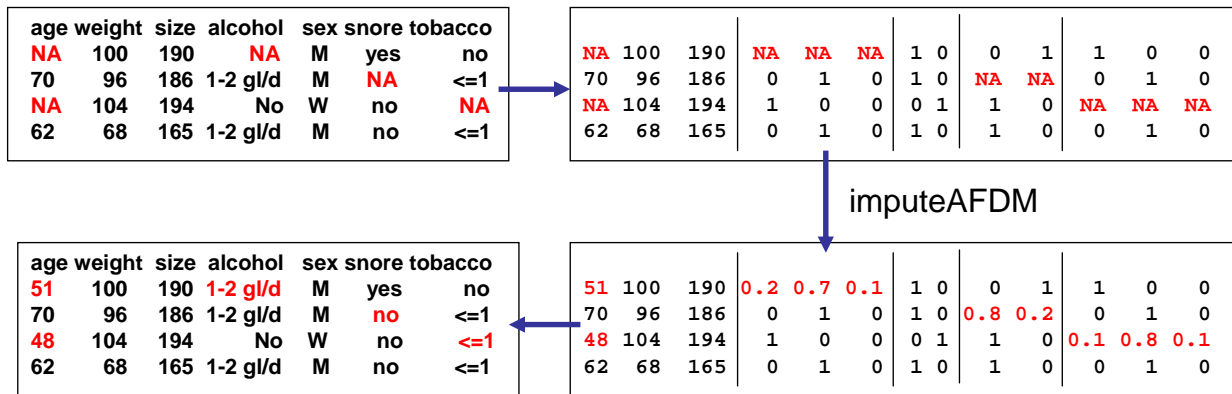 age weight size alcohol sex snore tobacco
NA 100 190 NA M yes no
70 96 186 1-2 gl/d M NA <=1
NA 104 194 No W no NA
62 68 165 1-2 gl/d M no <=1
NA 100 190 NA NA NA 1 0 0 1 1 0 0
70 96 186 0 1 0 1 0 NA NA 0 1 0
NA 104 194 1 0 0 0 1 1 0 NA NA NA
62 68 165 0 1 0 1 0 1 0 0 1 0
imputeAFDM
age weight size alcohol sex snore tobacco
51 100 190 1-2 gl/d M yes no
70 96 186 1-2 gl/d M no <=1
48 104 194 No W no <=1
62 68 165 1-2 gl/d M no <=1
51 100 190 0.2 0.7 0.1 1 0 0 1 1 0 0
70 96 186 0 1 0 1 0 0.8 0.2 0 1 0
48 104 194 1 0 0 0 1 1 0 0.1 0.8 0.1
62 68 165 0 1 0 1 0 1 0 0 1 0